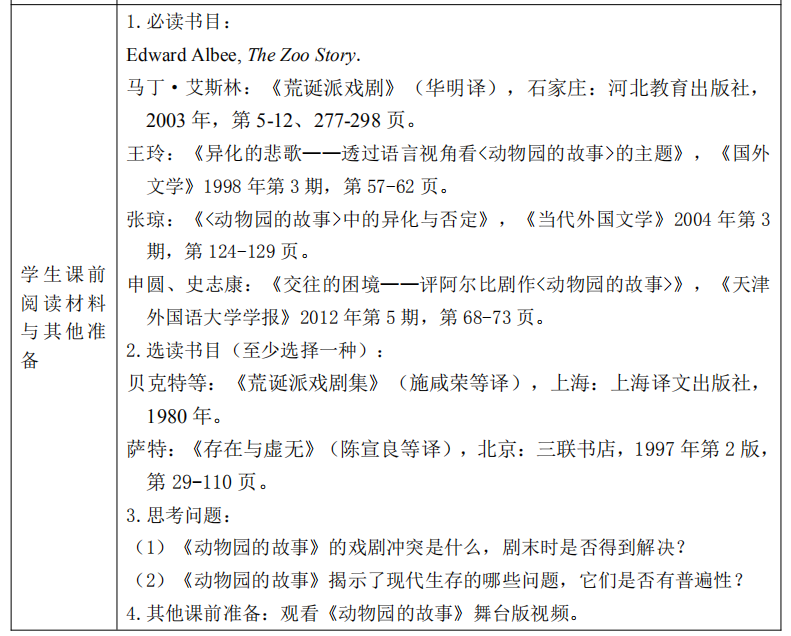 学生课前
阅读材料
与其他准
备
1.必读书目：
Edward Albee, The Zoo Story.
马丁·艾斯林：《荒诞派戏剧》（华明译），石家庄：河北教育出版社，
2003 年，第 5-12、277-298 页。
王玲：《异化的悲歌——透过语言视角看<动物园的故事>的主题》，《国外
文学》1998 年第 3 期，第 57-62 页。
张琼：《<动物园的故事>中的异化与否定》，《当代外国文学》2004 年第 3
期，第 124-129 页。
申圆、史志康：《交往的困境——评阿尔比剧作<动物园的故事>》，《天津
外国语大学学报》2012 年第 5 期，第 68-73 页。
2.选读书目（至少选择一种）：
贝克特等：《荒诞派戏剧集》（施咸荣等译），上海：上海译文出版社，
1980 年。
萨特：《存在与虚无》（陈宣良等译），北京：三联书店，1997 年第 2 版，
第 29-110 页。
3.思考问题：
（1）《动物园的故事》的戏剧冲突是什么，剧末时是否得到解决？
（2）《动物园的故事》揭示了现代生存的哪些问题，它们是否有普遍性？
4.其他课前准备：观看《动物园的故事》舞台版视频。